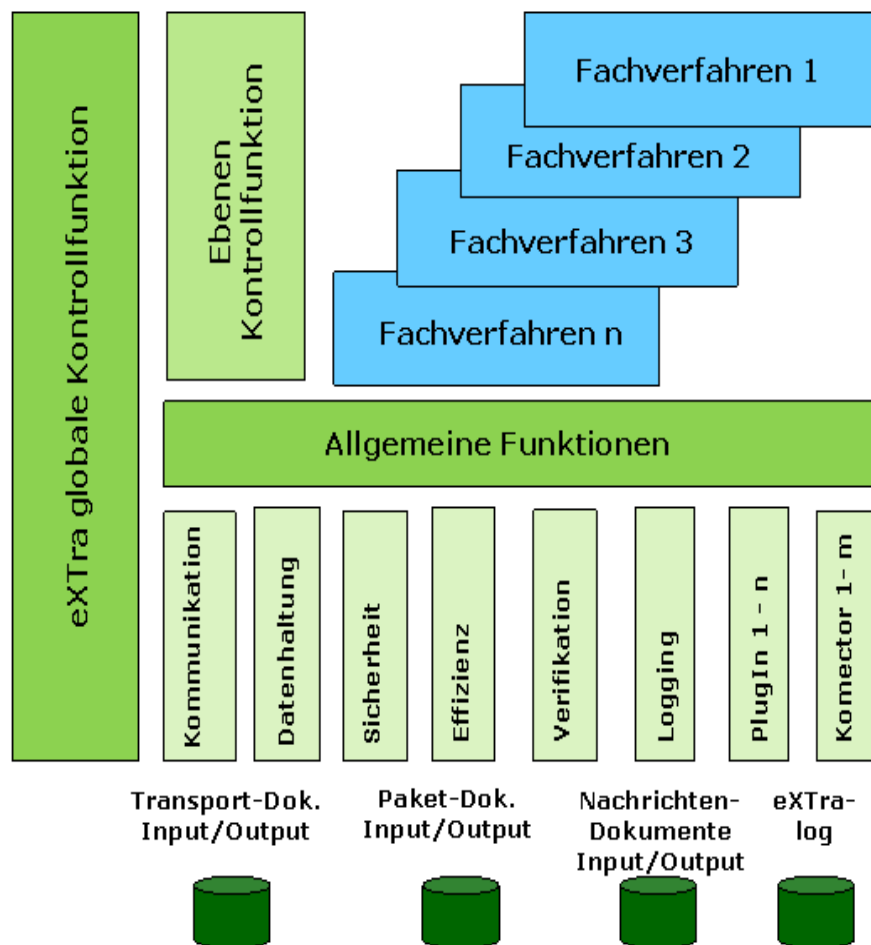 eXTra globale Kontrollfunktion
Ebenen
Kontrollfunktion
Fachverfahren 1
Fachverfahren 2
Fachverfahren 3
Fachverfahren n
Allgemeine Funktionen
Kommunikation
Datenhaltung
Sicherheit
Effizienz
Verifikation
Logging
PlugIn 1 - n
Komector 1- m
Transport-Dok.
Input/Output
Paket-Dok.
Input/Output
Nachrichten-
Dokumente
Input/Output
eXTra-
log